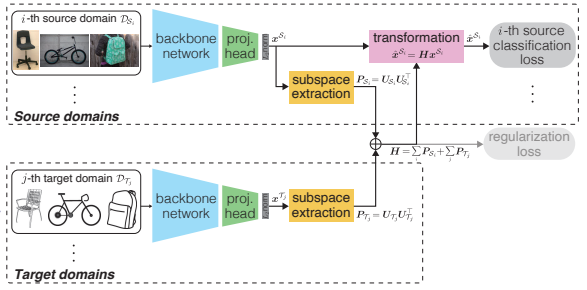 i-th source domain 𝒟_{𝒮_i}
backbone
network
proj.
head
x^{𝒮_i}
transformation
x̂^{𝒮_i} = Hx^{𝒮_i}
x̂^{𝒮_i}
i-th source
classification
loss
subspace
extraction
P_{𝒮_i} = U_{𝒮_i}U_{𝒮_i}^⊤
Source domains
H = ∑_i P_{𝒮_i} + ∑_j P_{𝒯_j}
regularization
loss
j-th target domain 𝒟_{𝒯_j}
backbone
network
proj.
head
x^{𝒯_j}
subspace
extraction
P_{𝒯_j} = U_{𝒯_j}U_{𝒯_j}^⊤
Target domains